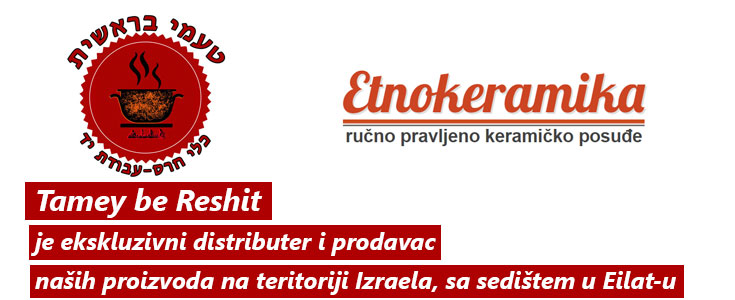 טעמי בראשית
כלי חרס-עבודת יד
Etnokeramika
ručno pravljeno keramičko posuđe
Tamey be Reshit
je ekskluzivni distributer i prodavac
naših proizvoda na teritoriji Izraela, sa sedištem u Eilat-u